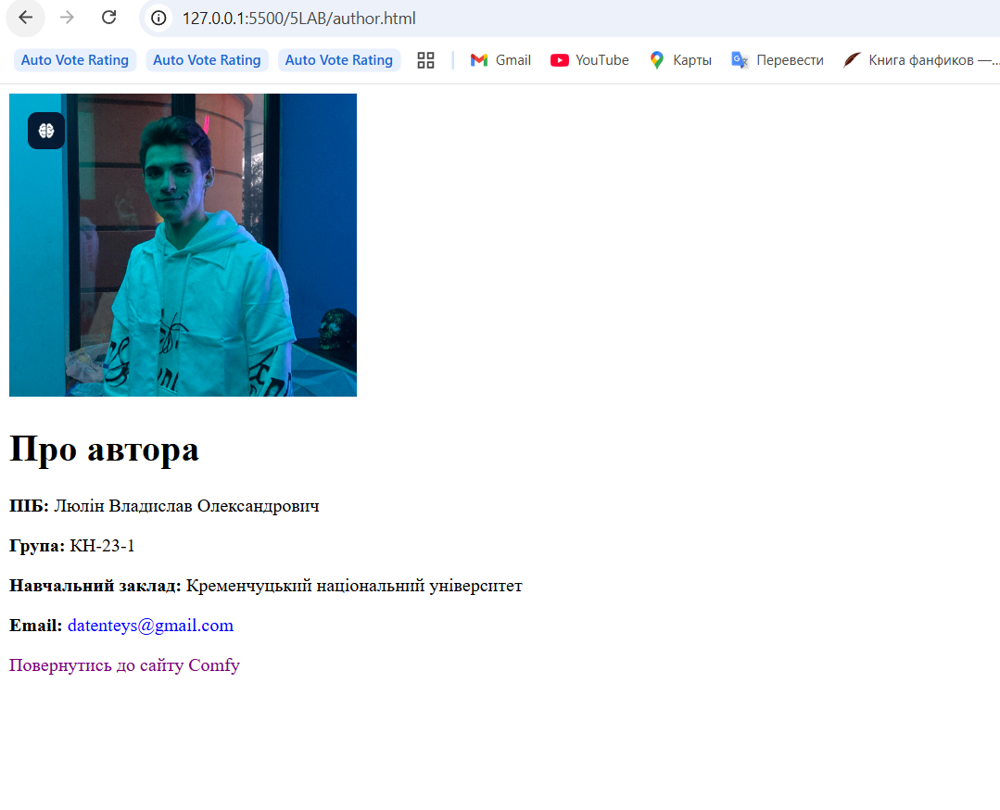 127.0.0.1:5500/5LAB/author.html
Auto Vote Rating Auto Vote Rating Auto Vote Rating Gmail YouTube Карты Перевести Книга фанфиков —...
Про автора
ПІБ: Люлін Владислав Олександрович
Група: КН-23-1
Навчальний заклад: Кременчуцький національний університет
Email: datenteys@gmail.com
Повернутись до сайту Comfy